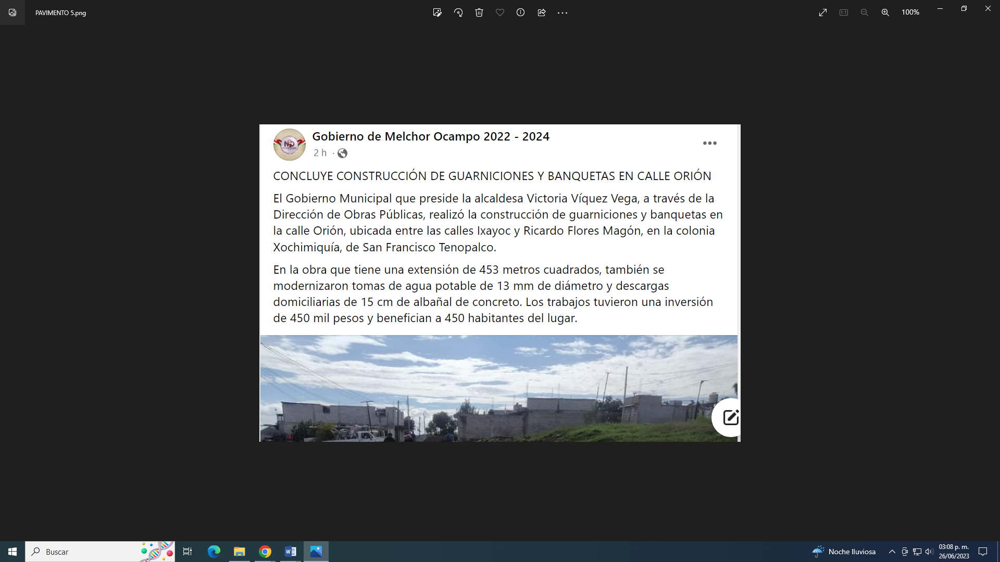 PAVIMENTO 5.png
100%
Gobierno de Melchor Ocampo 2022 - 2024
2 h ·
CONCLUYE CONSTRUCCIÓN DE GUARNICIONES Y BANQUETAS EN CALLE ORIÓN
El Gobierno Municipal que preside la alcaldesa Victoria Víquez Vega, a través de la
Dirección de Obras Públicas, realizó la construcción de guarniciones y banquetas en
la calle Orión, ubicada entre las calles Ixayoc y Ricardo Flores Magón, en la colonia
Xochimiquía, de San Francisco Tenopalco.
En la obra que tiene una extensión de 453 metros cuadrados, también se
modernizaron tomas de agua potable de 13 mm de diámetro y descargas
domiciliarias de 15 cm de albañal de concreto. Los trabajos tuvieron una inversión
de 450 mil pesos y benefician a 450 habitantes del lugar.
Buscar
Noche lluviosa
03:08 p. m.
26/06/2023